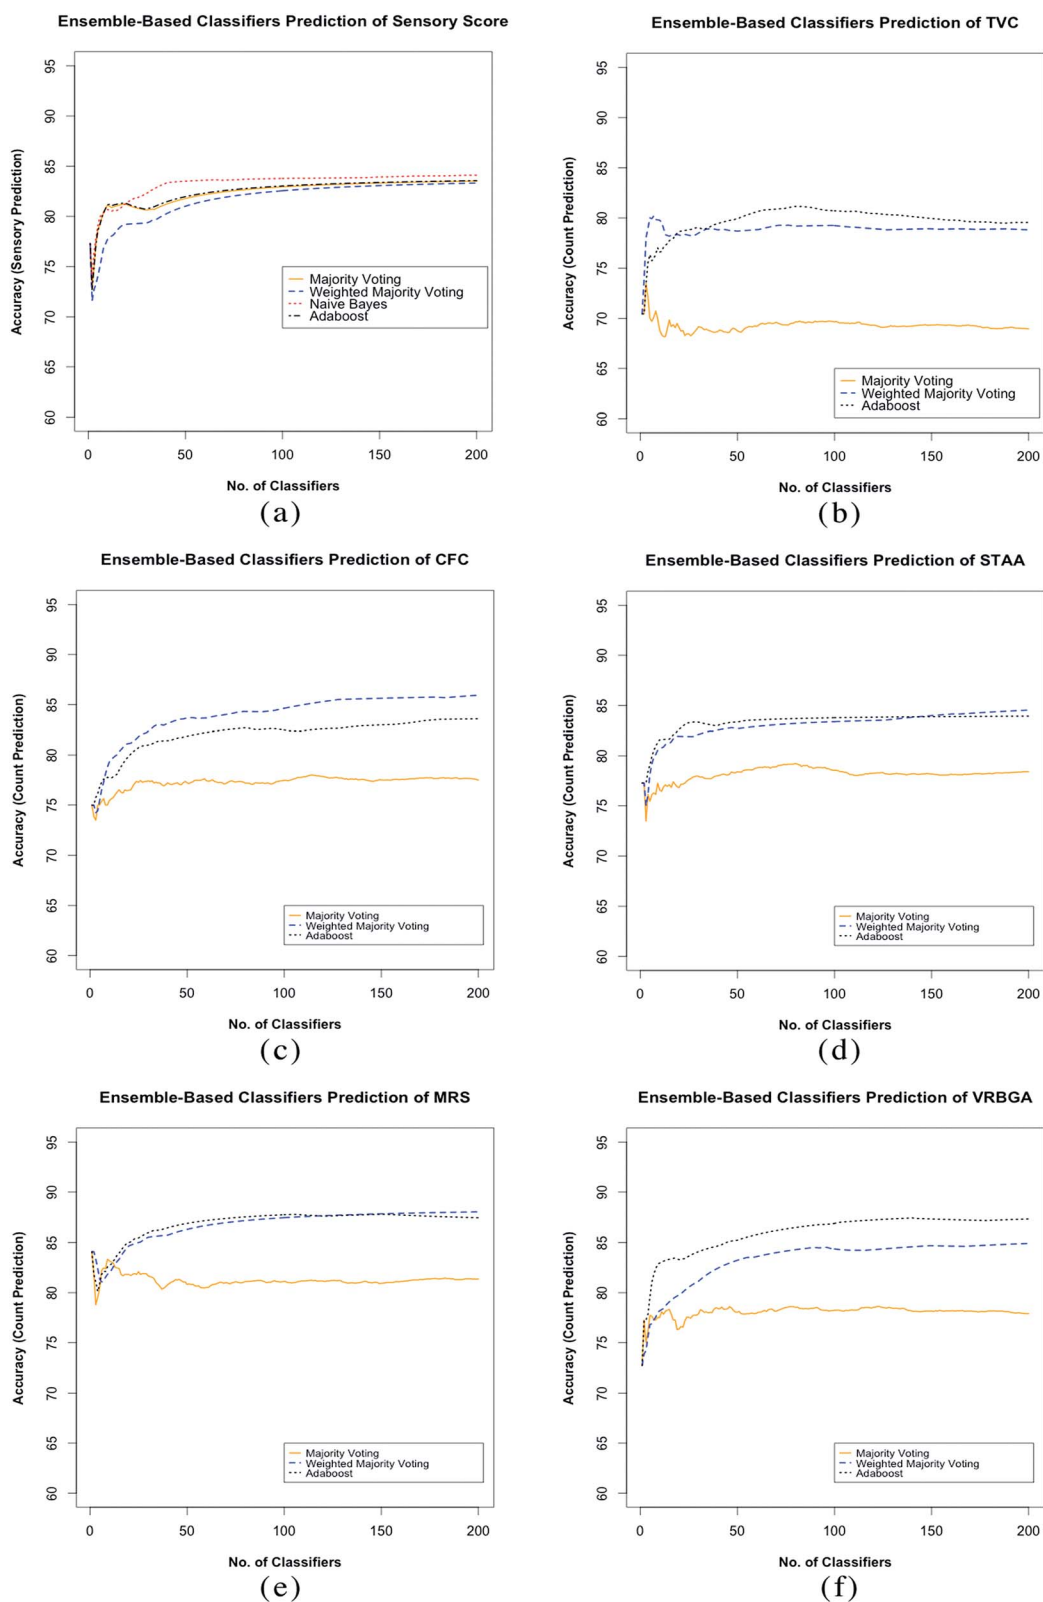 Ensemble-Based Classifiers Prediction of Sensory Score
Accuracy (Sensory Prediction)
95
90
85
80
75
70
65
60
Majority Voting
Weighted Majority Voting
Naive Bayes
Adaboost
0 50 100 150 200
No. of Classifiers
(a)
Ensemble-Based Classifiers Prediction of TVC
Accuracy (Count Prediction)
95
90
85
80
75
70
65
60
Majority Voting
Weighted Majority Voting
Adaboost
0 50 100 150 200
No. of Classifiers
(b)
Ensemble-Based Classifiers Prediction of CFC
Accuracy (Count Prediction)
95
90
85
80
75
70
65
60
Majority Voting
Weighted Majority Voting
Adaboost
0 50 100 150 200
No. of Classifiers
(c)
Ensemble-Based Classifiers Prediction of STAA
Accuracy (Count Prediction)
95
90
85
80
75
70
65
60
Majority Voting
Weighted Majority Voting
Adaboost
0 50 100 150 200
No. of Classifiers
(d)
Ensemble-Based Classifiers Prediction of MRS
Accuracy (Count Prediction)
95
90
85
80
75
70
65
60
Majority Voting
Weighted Majority Voting
Adaboost
0 50 100 150 200
No. of Classifiers
(e)
Ensemble-Based Classifiers Prediction of VRBGA
Accuracy (Count Prediction)
95
90
85
80
75
70
65
60
Majority Voting
Weighted Majority Voting
Adaboost
0 50 100 150 200
No. of Classifiers
(f)